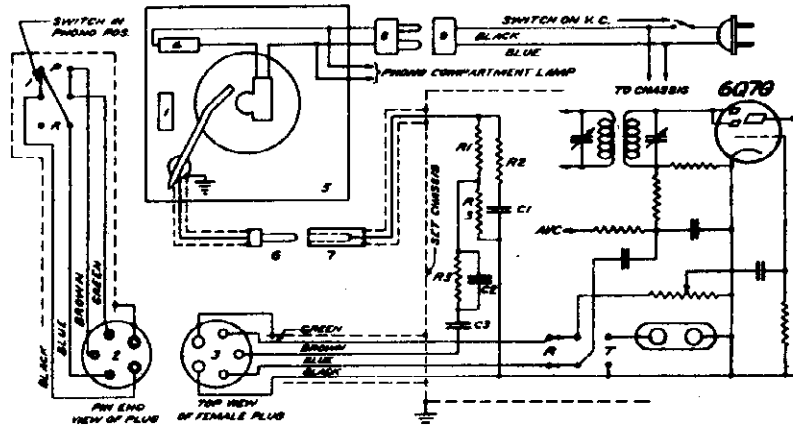 SWITCH IN
PHONO POS.
P
R
BLACK
BLUE
BROWN
GREEN
2
PIN END
VIEW OF PLUG
4
1
5
8
9
SWITCH ON V.C.
BLACK
BLUE
PHONO COMPARTMENT LAMP
TO CHASSIS
6Q7G
6
7
SET CHASSIS
R1
R2
R
3
C1
R3
C2
C3
AVC
3
GREEN
BROWN
BLUE
BLACK
TOP VIEW
OF FEMALE PLUG
R
T